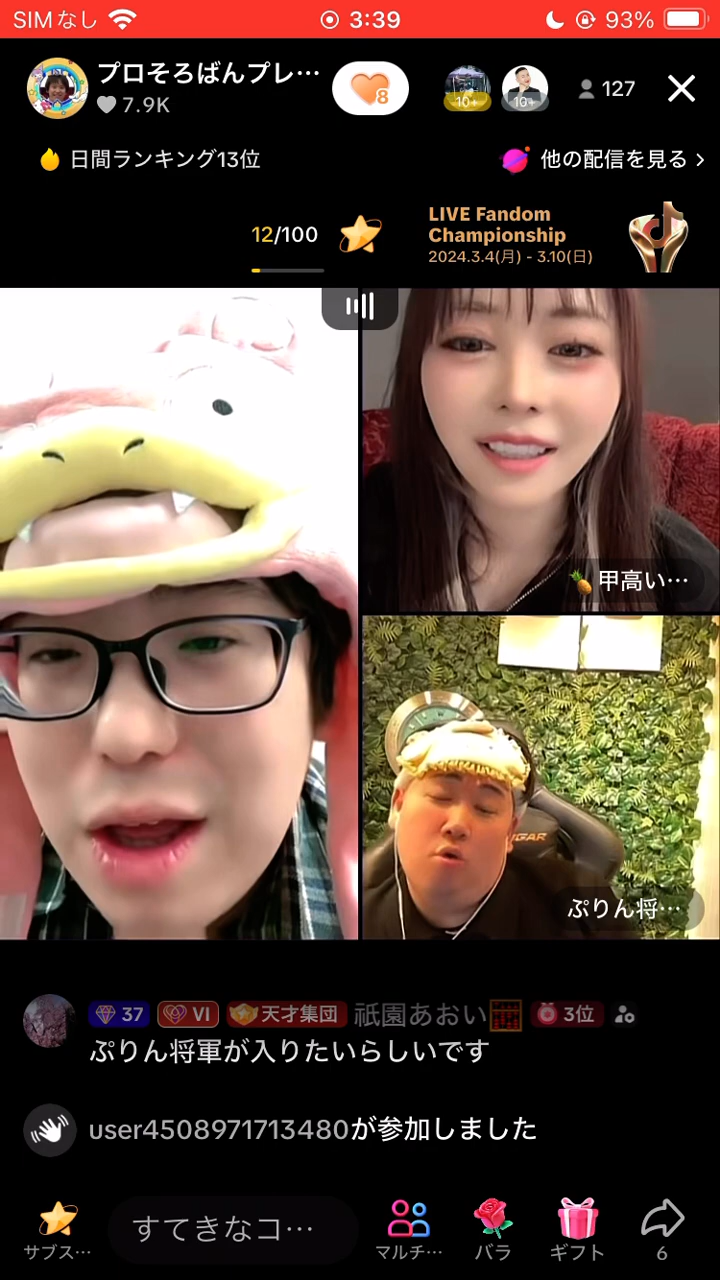 SIMなし 3:39 93%
プロそろばんプレ… 8 10+ 10+ 127
7.9K
日間ランキング13位 他の配信を見る
12/100
LIVE Fandom
Championship
2024.3.4(月) - 3.10(日)
甲高い…
GAR
ぷりん将…
37 VI 天才集団 祇園あおい🧮 3位
ぷりん将軍が入りたいらしいです
user4508971713480が参加しました
すてきなコ…
サブス… マルチ… バラ ギフト 6